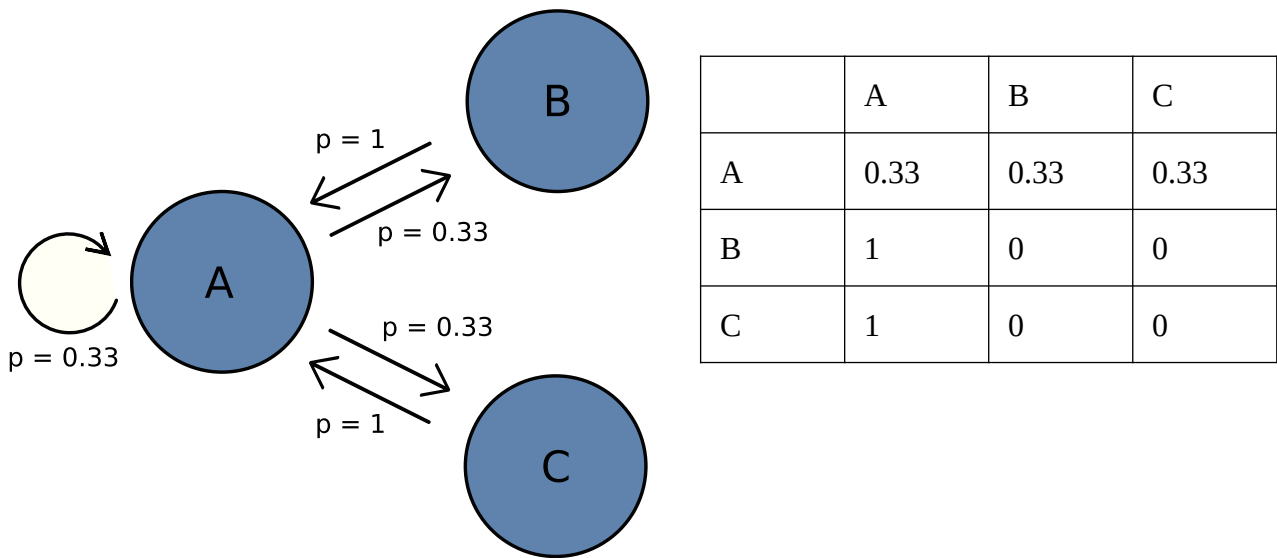 B
p = 1
p = 0.33
A
p = 0.33
p = 0.33
p = 1
C
A B C
A 0.33 0.33 0.33
B 1 0 0
C 1 0 0